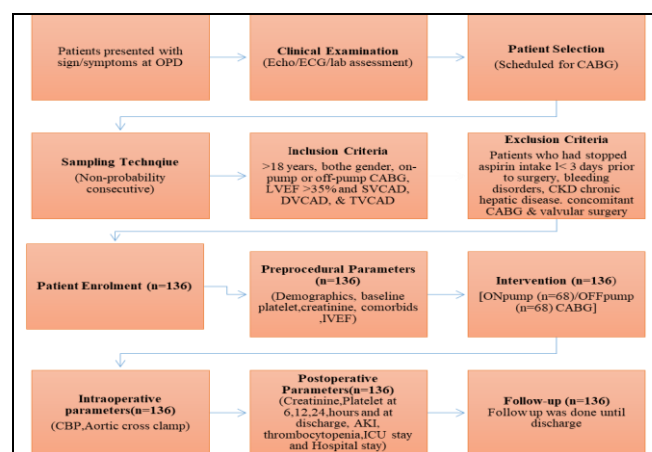 Patients presented with
sign/symptoms at OPD
Clinical Examination
(Echo/ECG/lab assessment)
Patient Selection
(Scheduled for CABG)
Sampling Technqiue
(Non-probability
consecutive)
Inclusion Criteria
>18 years, bothe gender, on-
pump or off-pump CABG,
LVEF >35% and SVCAD,
DVCAD, & TVCAD
Exclusion Criteria
Patients who had stopped
aspirin intake l< 3 days prior
to surgery, bleeding
disorders, CKD chronic
hepatic disease. concomitant
CABG & valvular surgery
Patient Enrolment (n=136)
Preprocedural Parameters
(n=136)
(Demographics, baseline
platelet,creatinine, comorbids
,lVEF)
Intervention (n=136)
[ONpump (n=68)/OFFpump
(n=68) CABG]
Intraoperative
parameters(n=136)
(CBP,Aortic cross clamp)
Postoperative
Parameters(n=136)
(Creatinine,Platelet at
6,12,24,hours and at
discharge, AKI,
thrombocytopenia,ICU stay
and Hospital stay)
Follow-up (n=136)
Follow up was done until
discharge